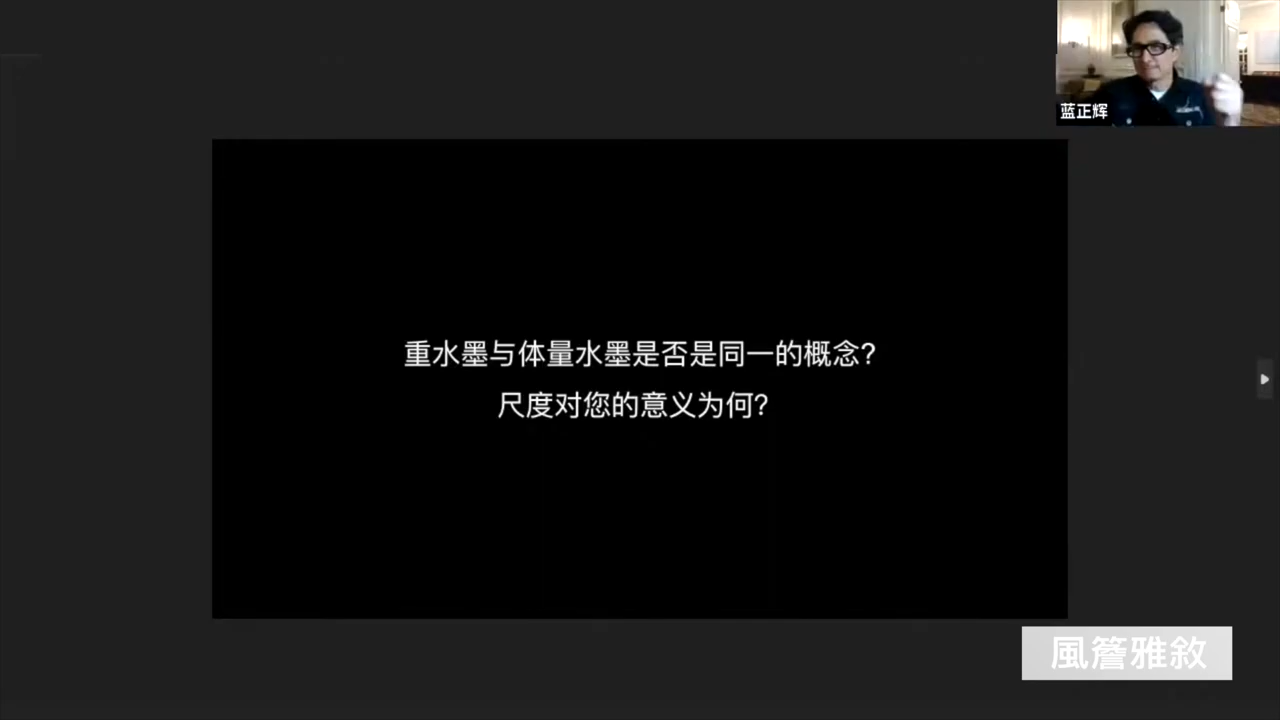 蓝正辉
重水墨与体量水墨是否是同一的概念?
尺度对您的意义为何?
風簷雅敘